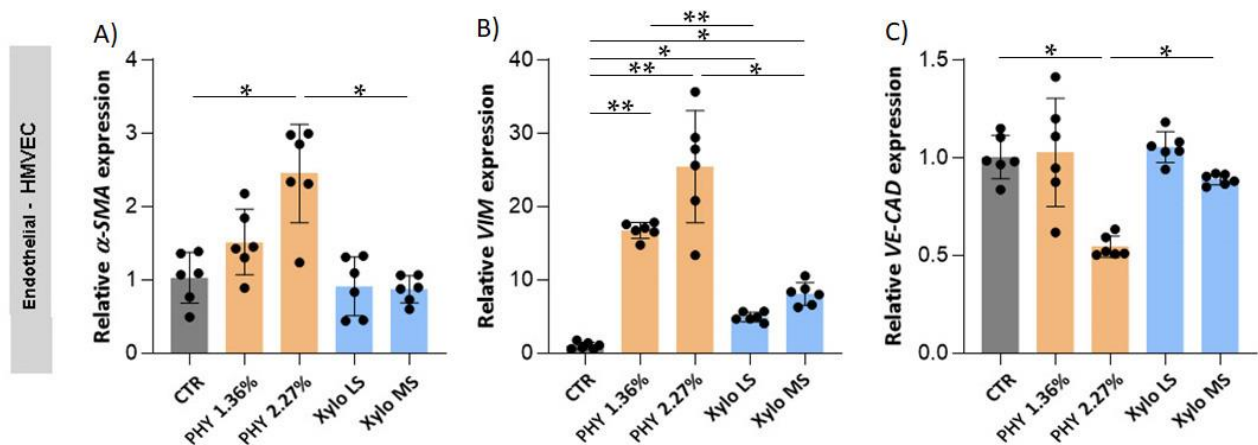 Endothelial - HMVEC
A)
Relative α-SMA expression
4
3
2
1
0
* *
CTR
PHY 1.36%
PHY 2.27%
Xylo LS
Xylo MS
B)
Relative VIM expression
40
30
20
10
0
**
*
*
** *
**
CTR
PHY 1.36%
PHY 2.27%
Xylo LS
Xylo MS
C)
Relative VE-CAD expression
1.5
1.0
0.5
0.0
* *
CTR
PHY 1.36%
PHY 2.27%
Xylo LS
Xylo MS